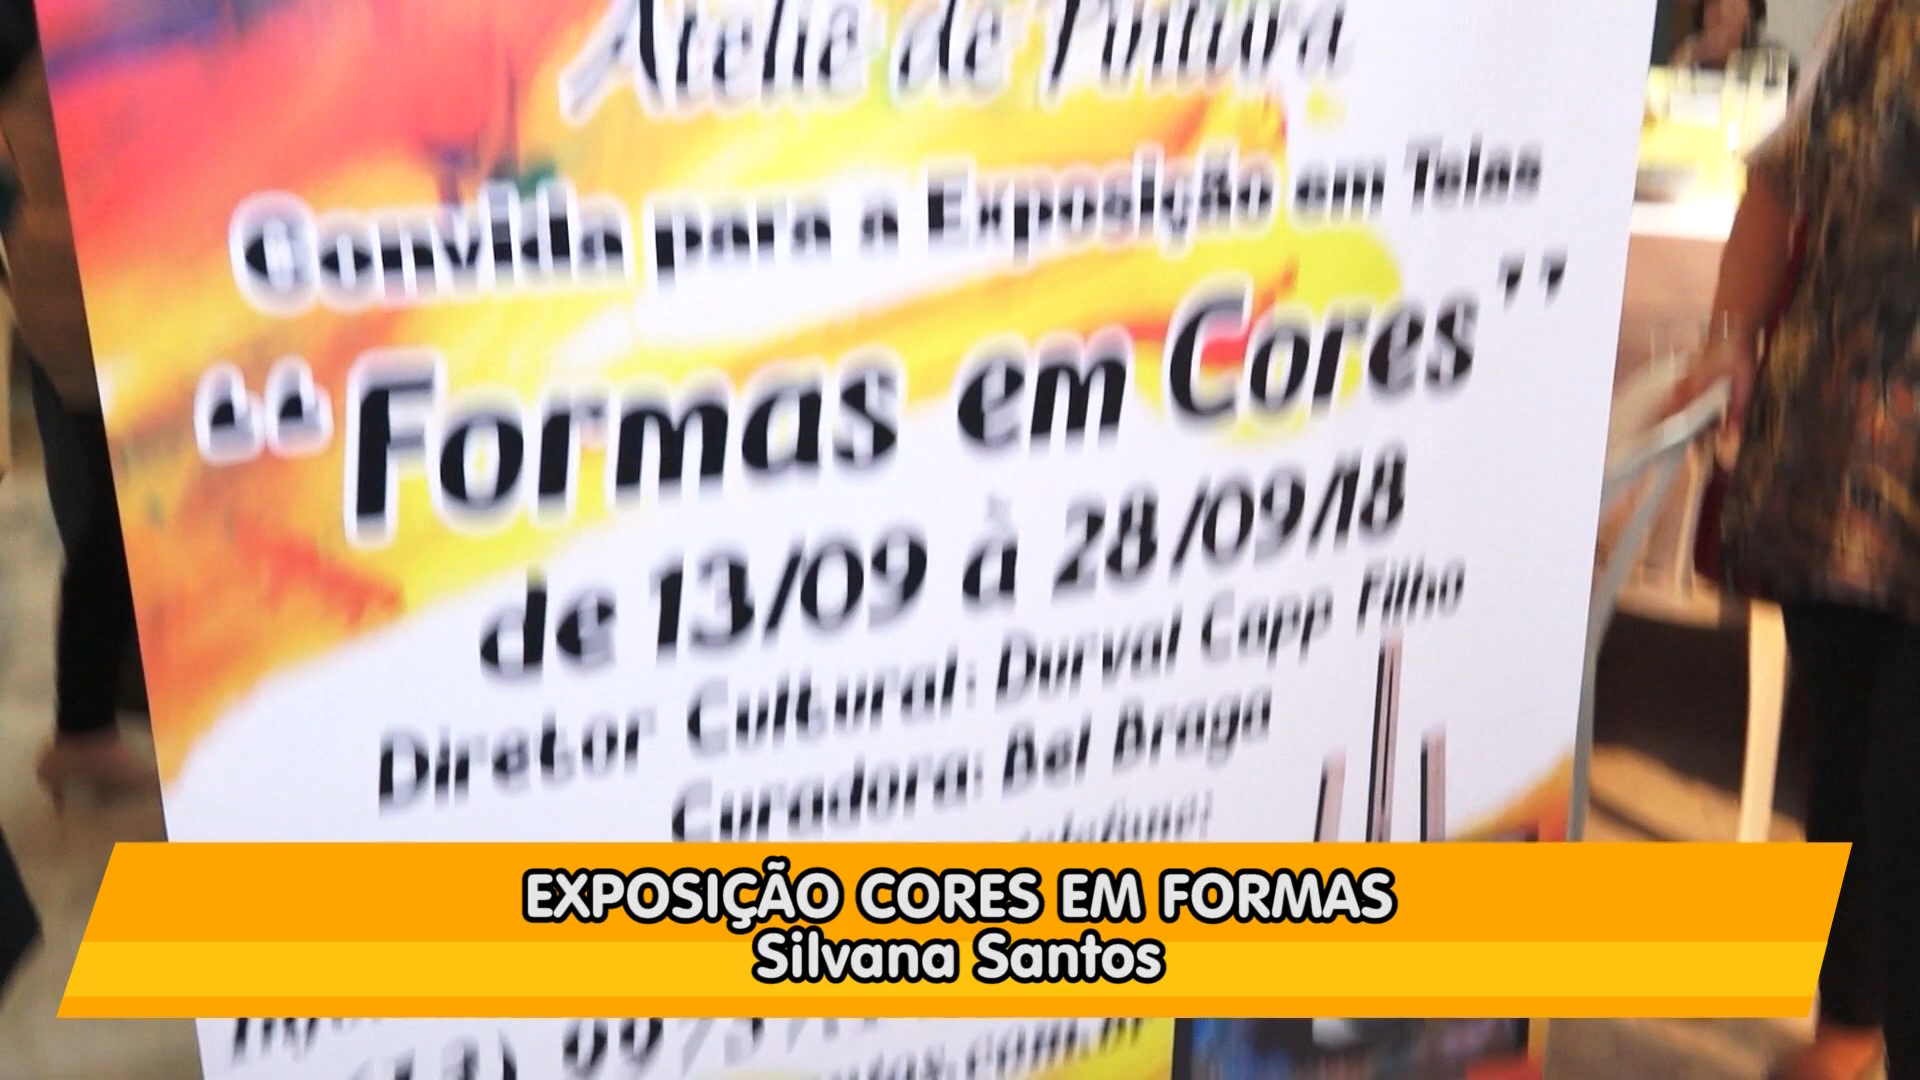 Ateliê de Pintura
Convida para a Exposição em Telas
“Formas em Cores”
de 13/09 à 28/09/18
Diretor Cultural: Durval Capp Filho
Curadora: Bel Braga
telefone:
EXPOSIÇÃO CORES EM FORMAS
Silvana Santos